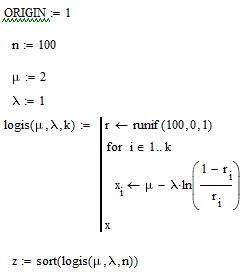 ORIGIN := 1
n := 100
μ := 2
λ := 1
logis(μ,λ,k) := | r ← runif(100,0,1)
for i ∈ 1..k
x_i ← μ − λ·ln((1 − r_i)/r_i)
x
z := sort(logis(μ,λ,n))